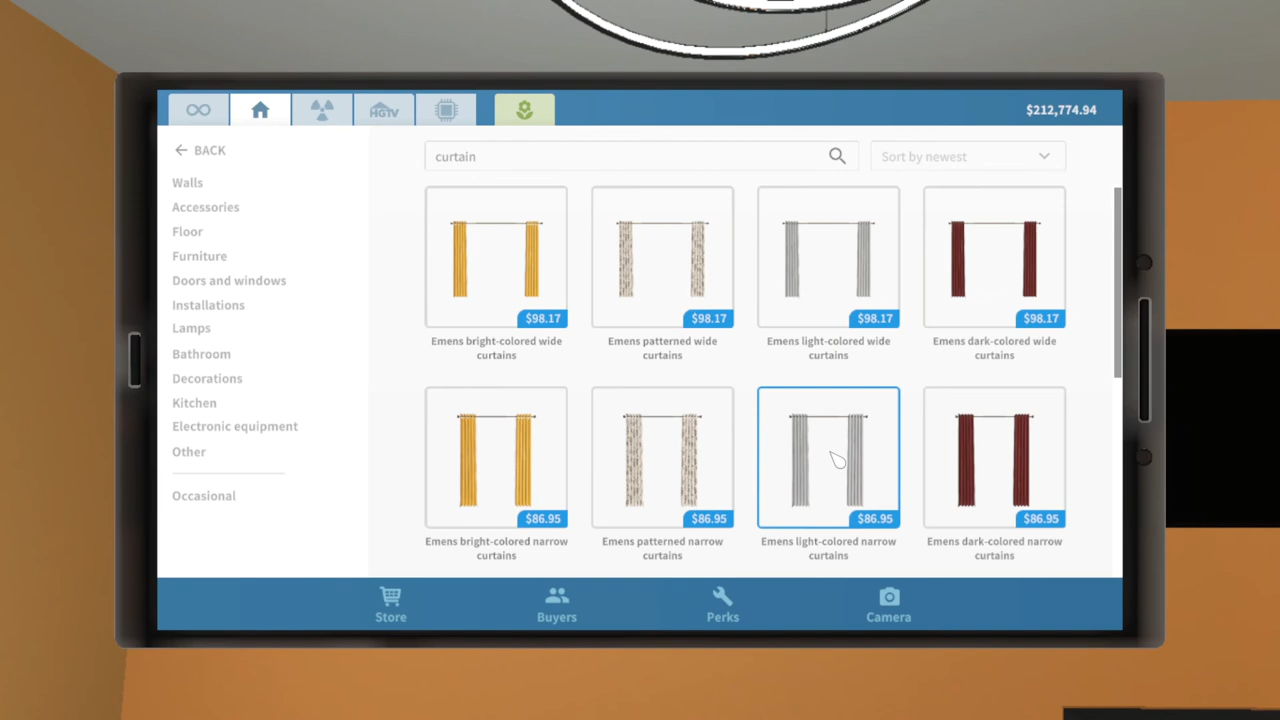 HGTV
$212,774.94
BACK
curtain
Sort by newest
Walls
Accessories
Floor
Furniture
Doors and windows
Installations
Lamps
Bathroom
Decorations
Kitchen
Electronic equipment
Other
Occasional
$98.17
$98.17
$98.17
$98.17
Emens bright-colored wide
curtains
Emens patterned wide
curtains
Emens light-colored wide
curtains
Emens dark-colored wide
curtains
$86.95
$86.95
$86.95
$86.95
Emens bright-colored narrow
curtains
Emens patterned narrow
curtains
Emens light-colored narrow
curtains
Emens dark-colored narrow
curtains
Store
Buyers
Perks
Camera